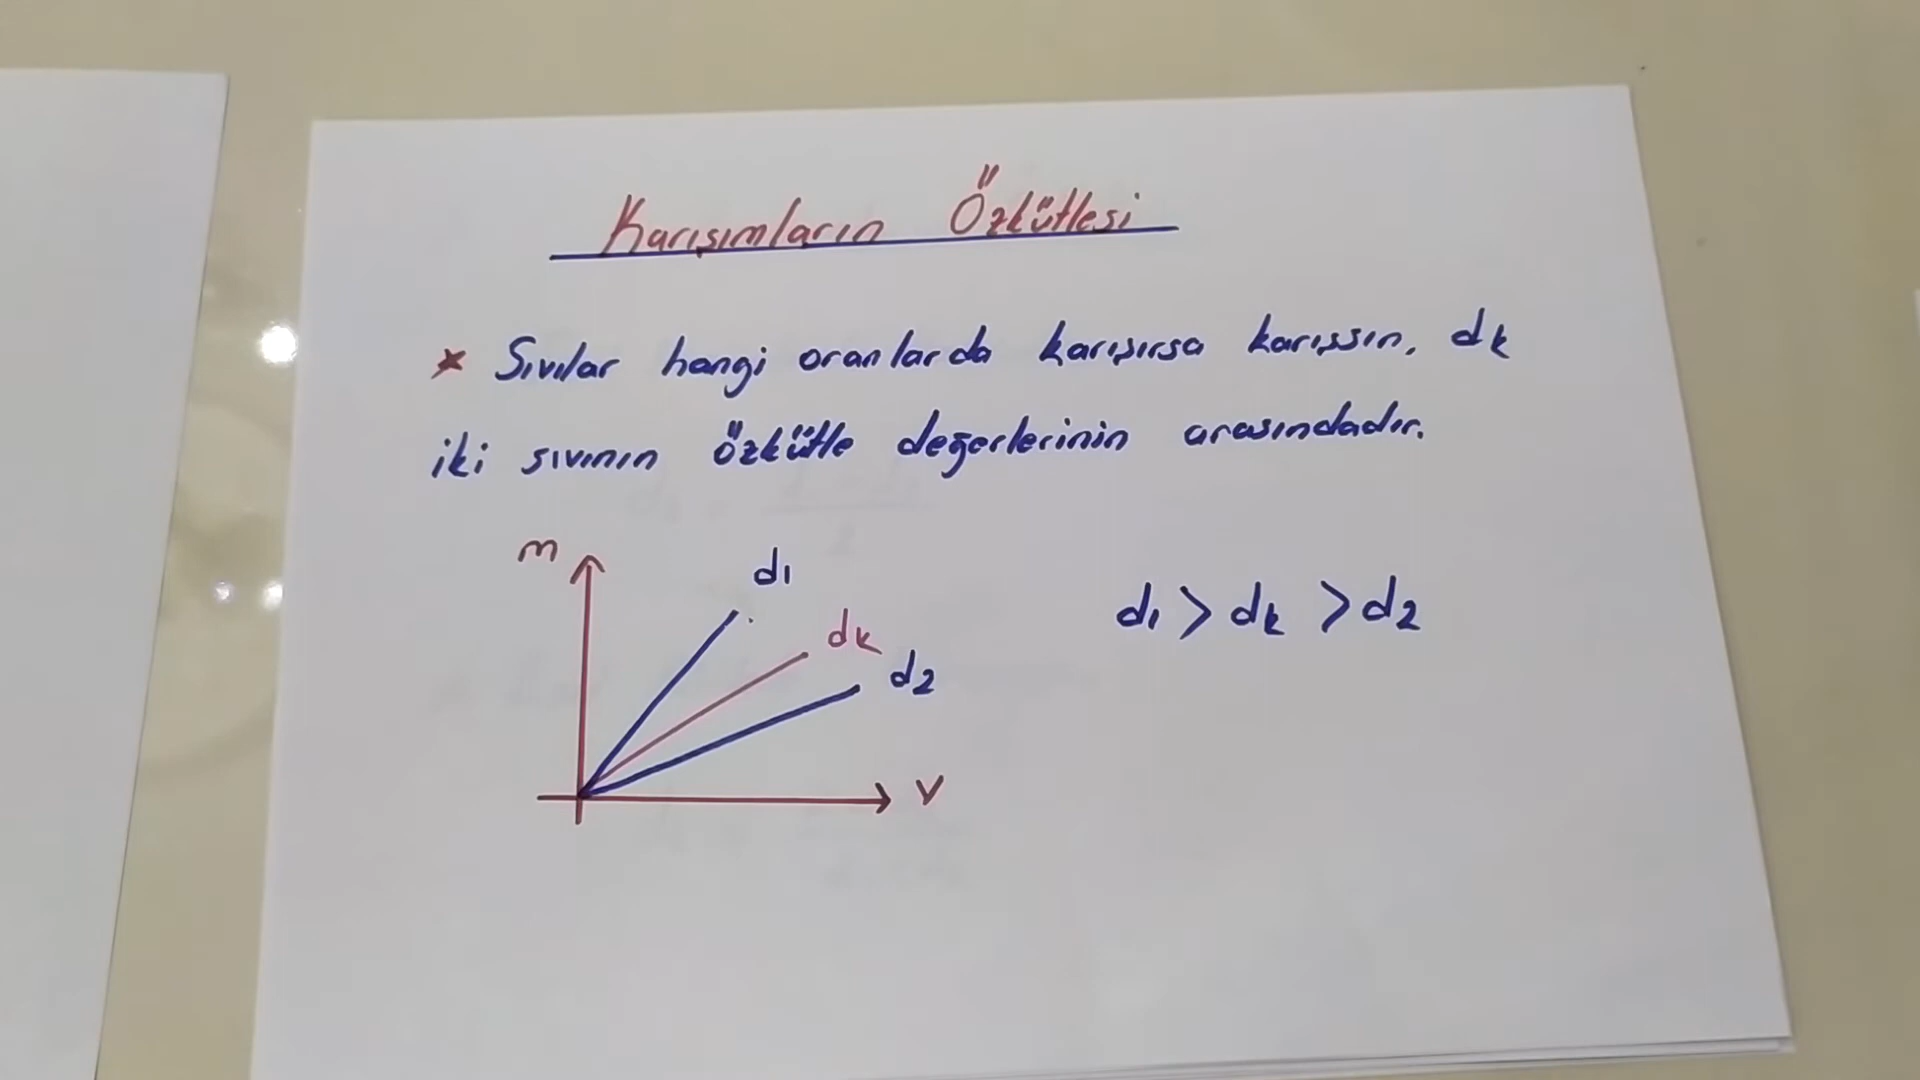 Karışımların Özkütlesi
* Sıvılar hangi oranlarda karışırsa karışsın, dk
iki sıvının özkütle değerlerinin arasındadır.
m
d1
dk
d2
V
d1 > dk > d2